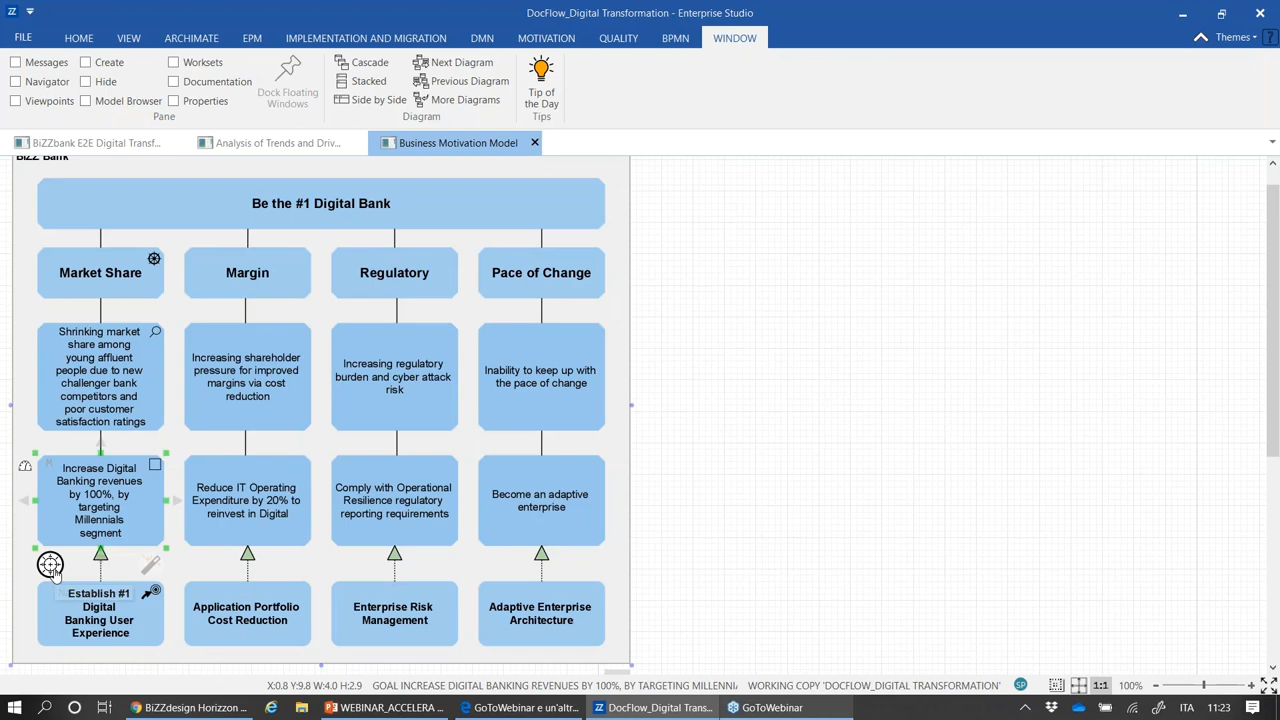 DocFlow_Digital Transformation - Enterprise Studio
FILE HOME VIEW ARCHIMATE EPM IMPLEMENTATION AND MIGRATION DMN MOTIVATION QUALITY BPMN WINDOW Themes
Messages Create Worksets
Navigator Hide Documentation
Viewpoints Model Browser Properties
Dock Floating
Windows
Pane
Cascade Next Diagram
Stacked Previous Diagram
Side by Side More Diagrams
Diagram
Tip of
the Day
Tips
BiZZbank E2E Digital Transf... Analysis of Trends and Driv... Business Motivation Model
BiZZ Bank
Be the #1 Digital Bank
Market Share Margin Regulatory Pace of Change
Shrinking market
share among
young affluent
people due to new
challenger bank
competitors and
poor customer
satisfaction ratings
Increasing shareholder
pressure for improved
margins via cost
reduction
Increasing regulatory
burden and cyber attack
risk
Inability to keep up with
the pace of change
Increase Digital
Banking revenues
by 100%, by
targeting
Millennials
segment
Reduce IT Operating
Expenditure by 20% to
reinvest in Digital
Comply with Operational
Resilience regulatory
reporting requirements
Become an adaptive
enterprise
Establish #1
Digital
Banking User
Experience
Application Portfolio
Cost Reduction
Enterprise Risk
Management
Adaptive Enterprise
Architecture
X:0.8 Y:9.8 W:4.0 H:2.9 GOAL INCREASE DIGITAL BANKING REVENUES BY 100%, BY TARGETING MILLENNI WORKING COPY 'DOCFLOW_DIGITAL TRANSFORMATION' SP 1:1 100%
BiZZdesign Horizzon ... WEBINAR_ACCELERA ... GoToWebinar e un'altr... DocFlow_Digital Trans... GoToWebinar ITA 11:23